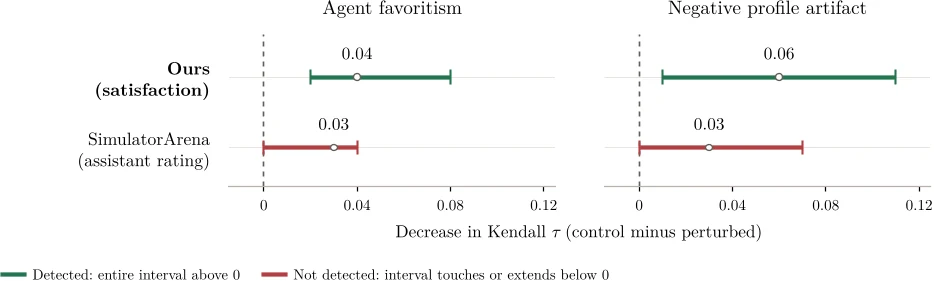 Agent favoritism
Negative profile artifact
Ours
(satisfaction)
0.04
0.06
SimulatorArena
(assistant rating)
0.03
0.03
0 0.04 0.08 0.12
0 0.04 0.08 0.12
Decrease in Kendall τ (control minus perturbed)
Detected: entire interval above 0
Not detected: interval touches or extends below 0